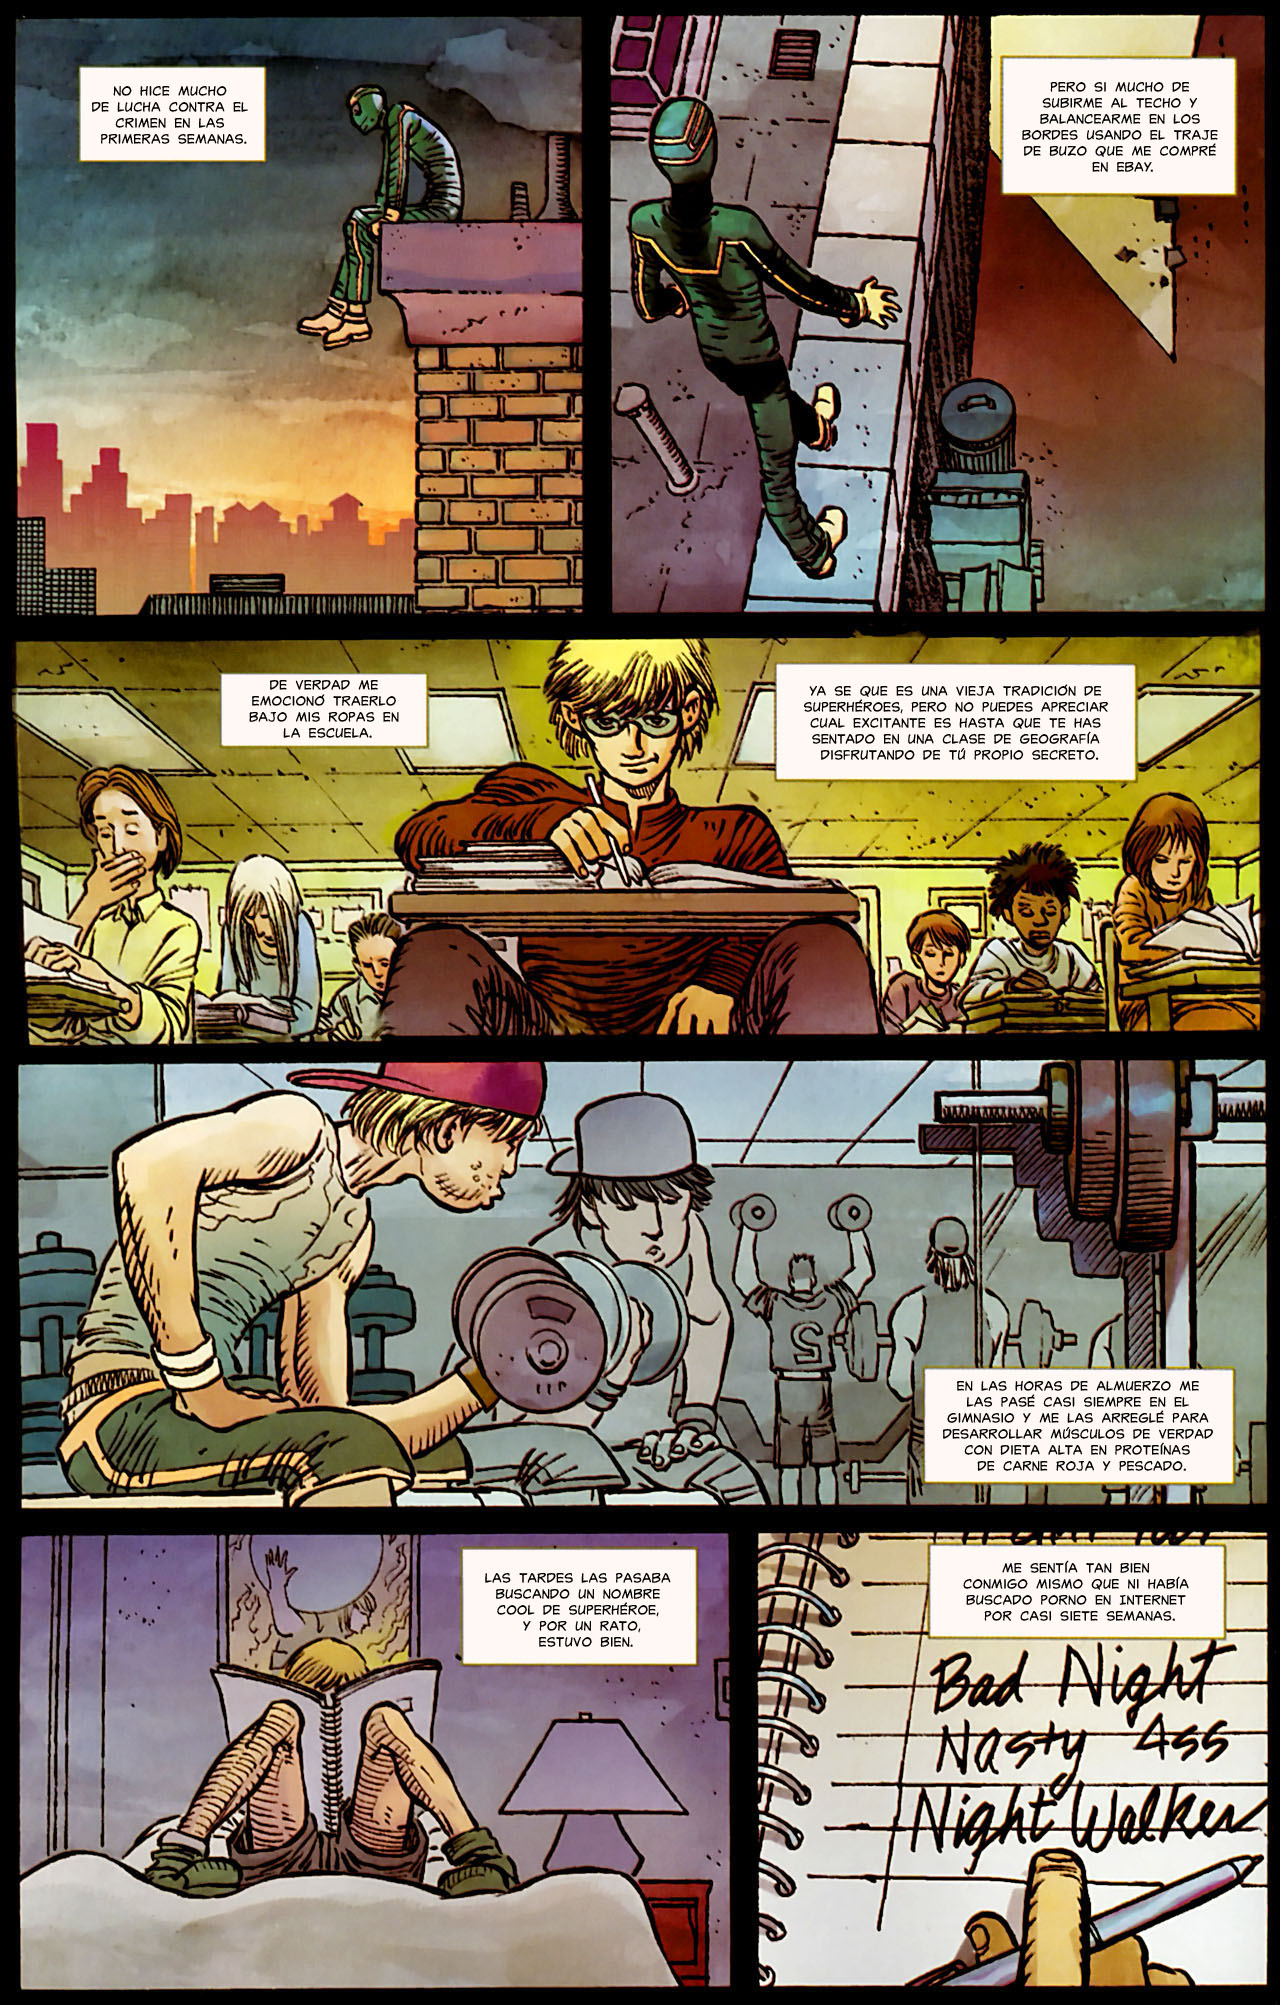 NO HICE MUCHO
DE LUCHA CONTRA EL
CRIMEN EN LAS
PRIMERAS SEMANAS.
PERO SI MUCHO DE
SUBIRME AL TECHO Y
BALANCEARME EN LOS
BORDES USANDO EL TRAJE
DE BUZO QUE ME COMPRÉ
EN EBAY.
DE VERDAD ME
EMOCIONÓ TRAERLO
BAJO MIS ROPAS EN
LA ESCUELA.
YA SE QUE ES UNA VIEJA TRADICIÓN DE
SUPERHÉROES, PERO NO PUEDES APRECIAR
CUAL EXCITANTE ES HASTA QUE TE HAS
SENTADO EN UNA CLASE DE GEOGRAFÍA
DISFRUTANDO DE TÚ PROPIO SECRETO.
2
EN LAS HORAS DE ALMUERZO ME
LAS PASÉ CASI SIEMPRE EN EL
GIMNASIO Y ME LAS ARREGLÉ PARA
DESARROLLAR MÚSCULOS DE VERDAD
CON DIETA ALTA EN PROTEÍNAS
DE CARNE ROJA Y PESCADO.
LAS TARDES LAS PASABA
BUSCANDO UN NOMBRE
COOL DE SUPERHÉROE,
Y POR UN RATO,
ESTUVO BIEN.
ME SENTÍA TAN BIEN
CONMIGO MISMO QUE NI HABÍA
BUSCADO PORNO EN INTERNET
POR CASI SIETE SEMANAS.
Bad Night
Nasty Ass
Night Walker